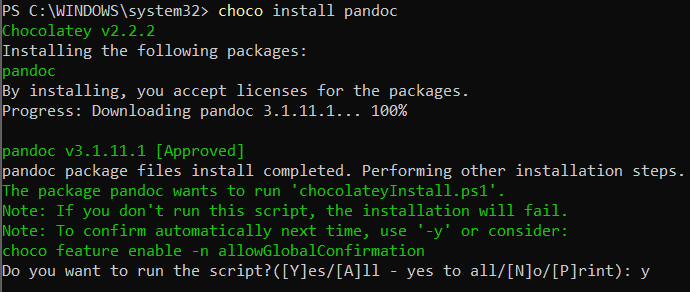 PS C:\WINDOWS\system32> choco install pandoc
Chocolatey v2.2.2
Installing the following packages:
pandoc
By installing, you accept licenses for the packages.
Progress: Downloading pandoc 3.1.11.1... 100%
pandoc v3.1.11.1 [Approved]
pandoc package files install completed. Performing other installation steps.
The package pandoc wants to run 'chocolateyInstall.ps1'.
Note: If you don't run this script, the installation will fail.
Note: To confirm automatically next time, use '-y' or consider:
choco feature enable -n allowGlobalConfirmation
Do you want to run the script?([Y]es/[A]ll - yes to all/[N]o/[P]rint): y